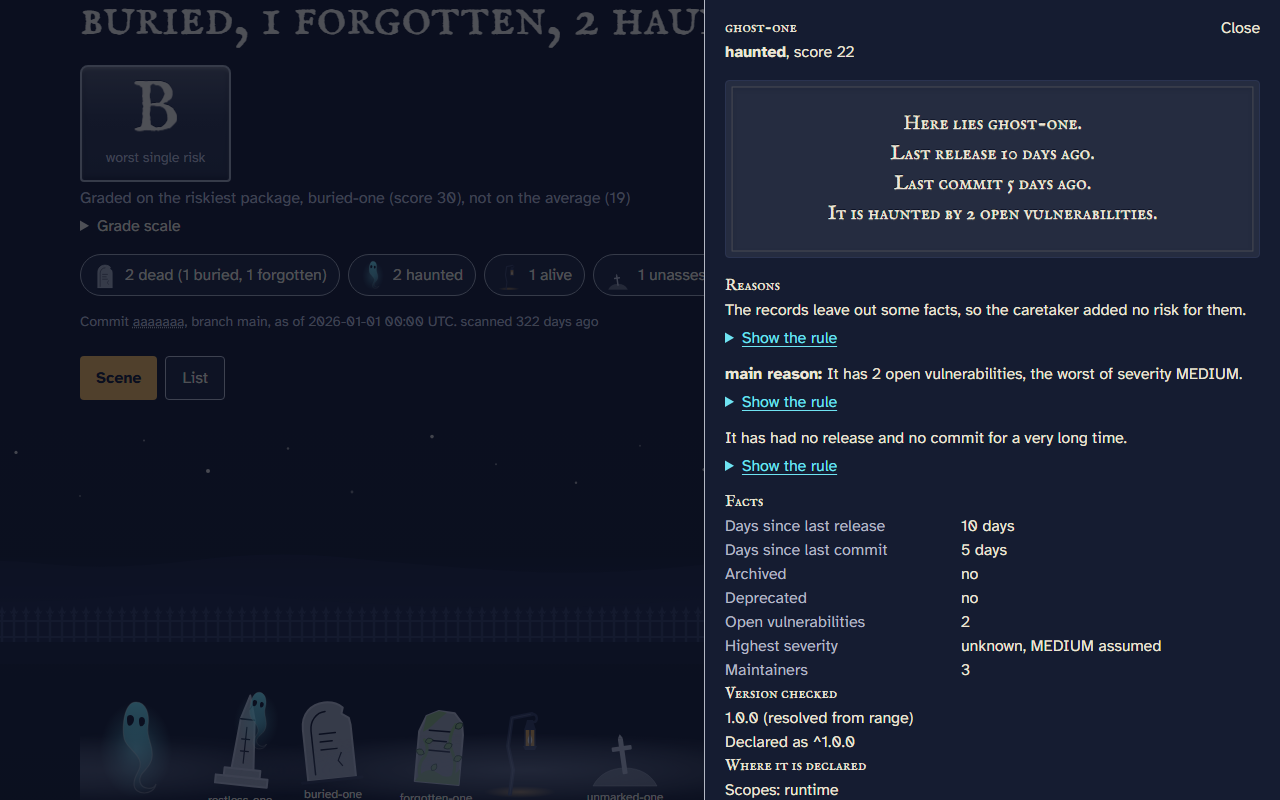 BURIED, 1 FORGOTTEN, 2
B
worst single risk
Graded on the riskiest package, buried-one (score 30), not on the average (19)
Grade scale
2 dead (1 buried, 1 forgotten)
2 haunted
1 alive
1
Commit aaaaaaa, branch main, as of 2026-01-01 00:00 UTC. scanned 322 days ago
Scene
List
buried-one
forgotten-one
unmarked-one
restless-one
ghost-one
Close
haunted, score 22
Here lies ghost-one.
Last release 10 days ago.
Last commit 5 days ago.
It is haunted by 2 open vulnerabilities.
Reasons
The records leave out some facts, so the caretaker added no risk for them.
Show the rule
main reason: It has 2 open vulnerabilities, the worst of severity MEDIUM.
Show the rule
It has had no release and no commit for a very long time.
Show the rule
Facts
Days since last release 10 days
Days since last commit 5 days
Archived no
Deprecated no
Open vulnerabilities 2
Highest severity unknown, MEDIUM assumed
Maintainers 3
Version checked
1.0.0 (resolved from range)
Declared as ^1.0.0
Where it is declared
Scopes: runtime